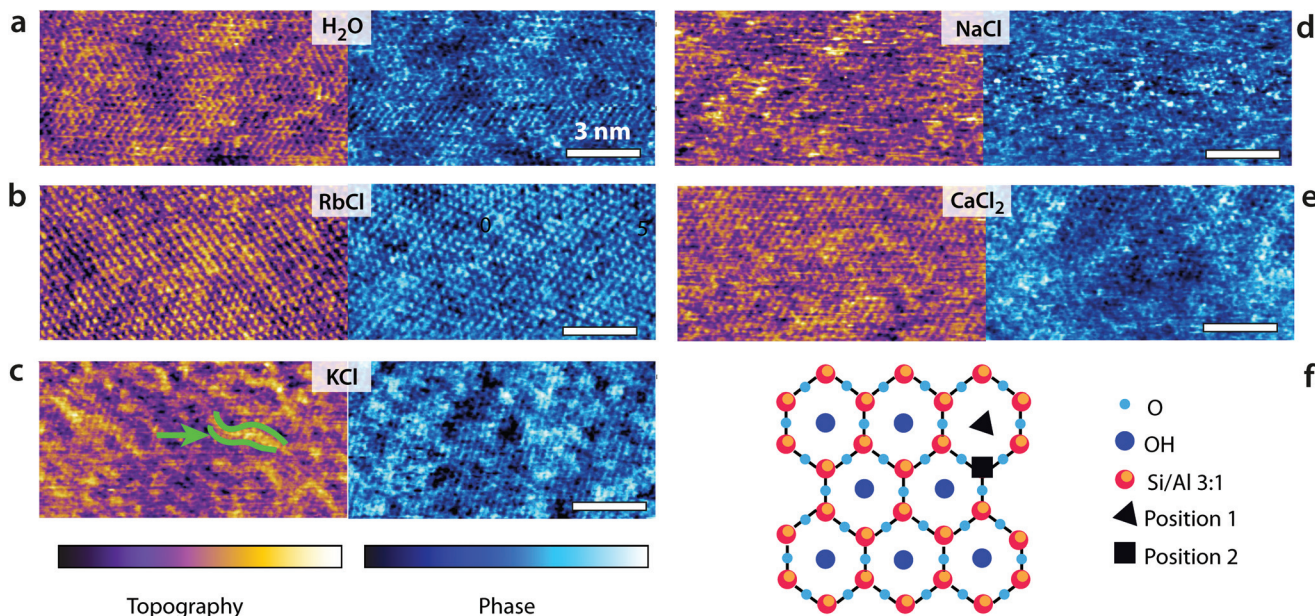 a
H₂O
3 nm
NaCl
d
b
RbCl
0
5
CaCl₂
e
c
KCl
f
O
OH
Si/Al 3:1
Position 1
Position 2
Topography
Phase